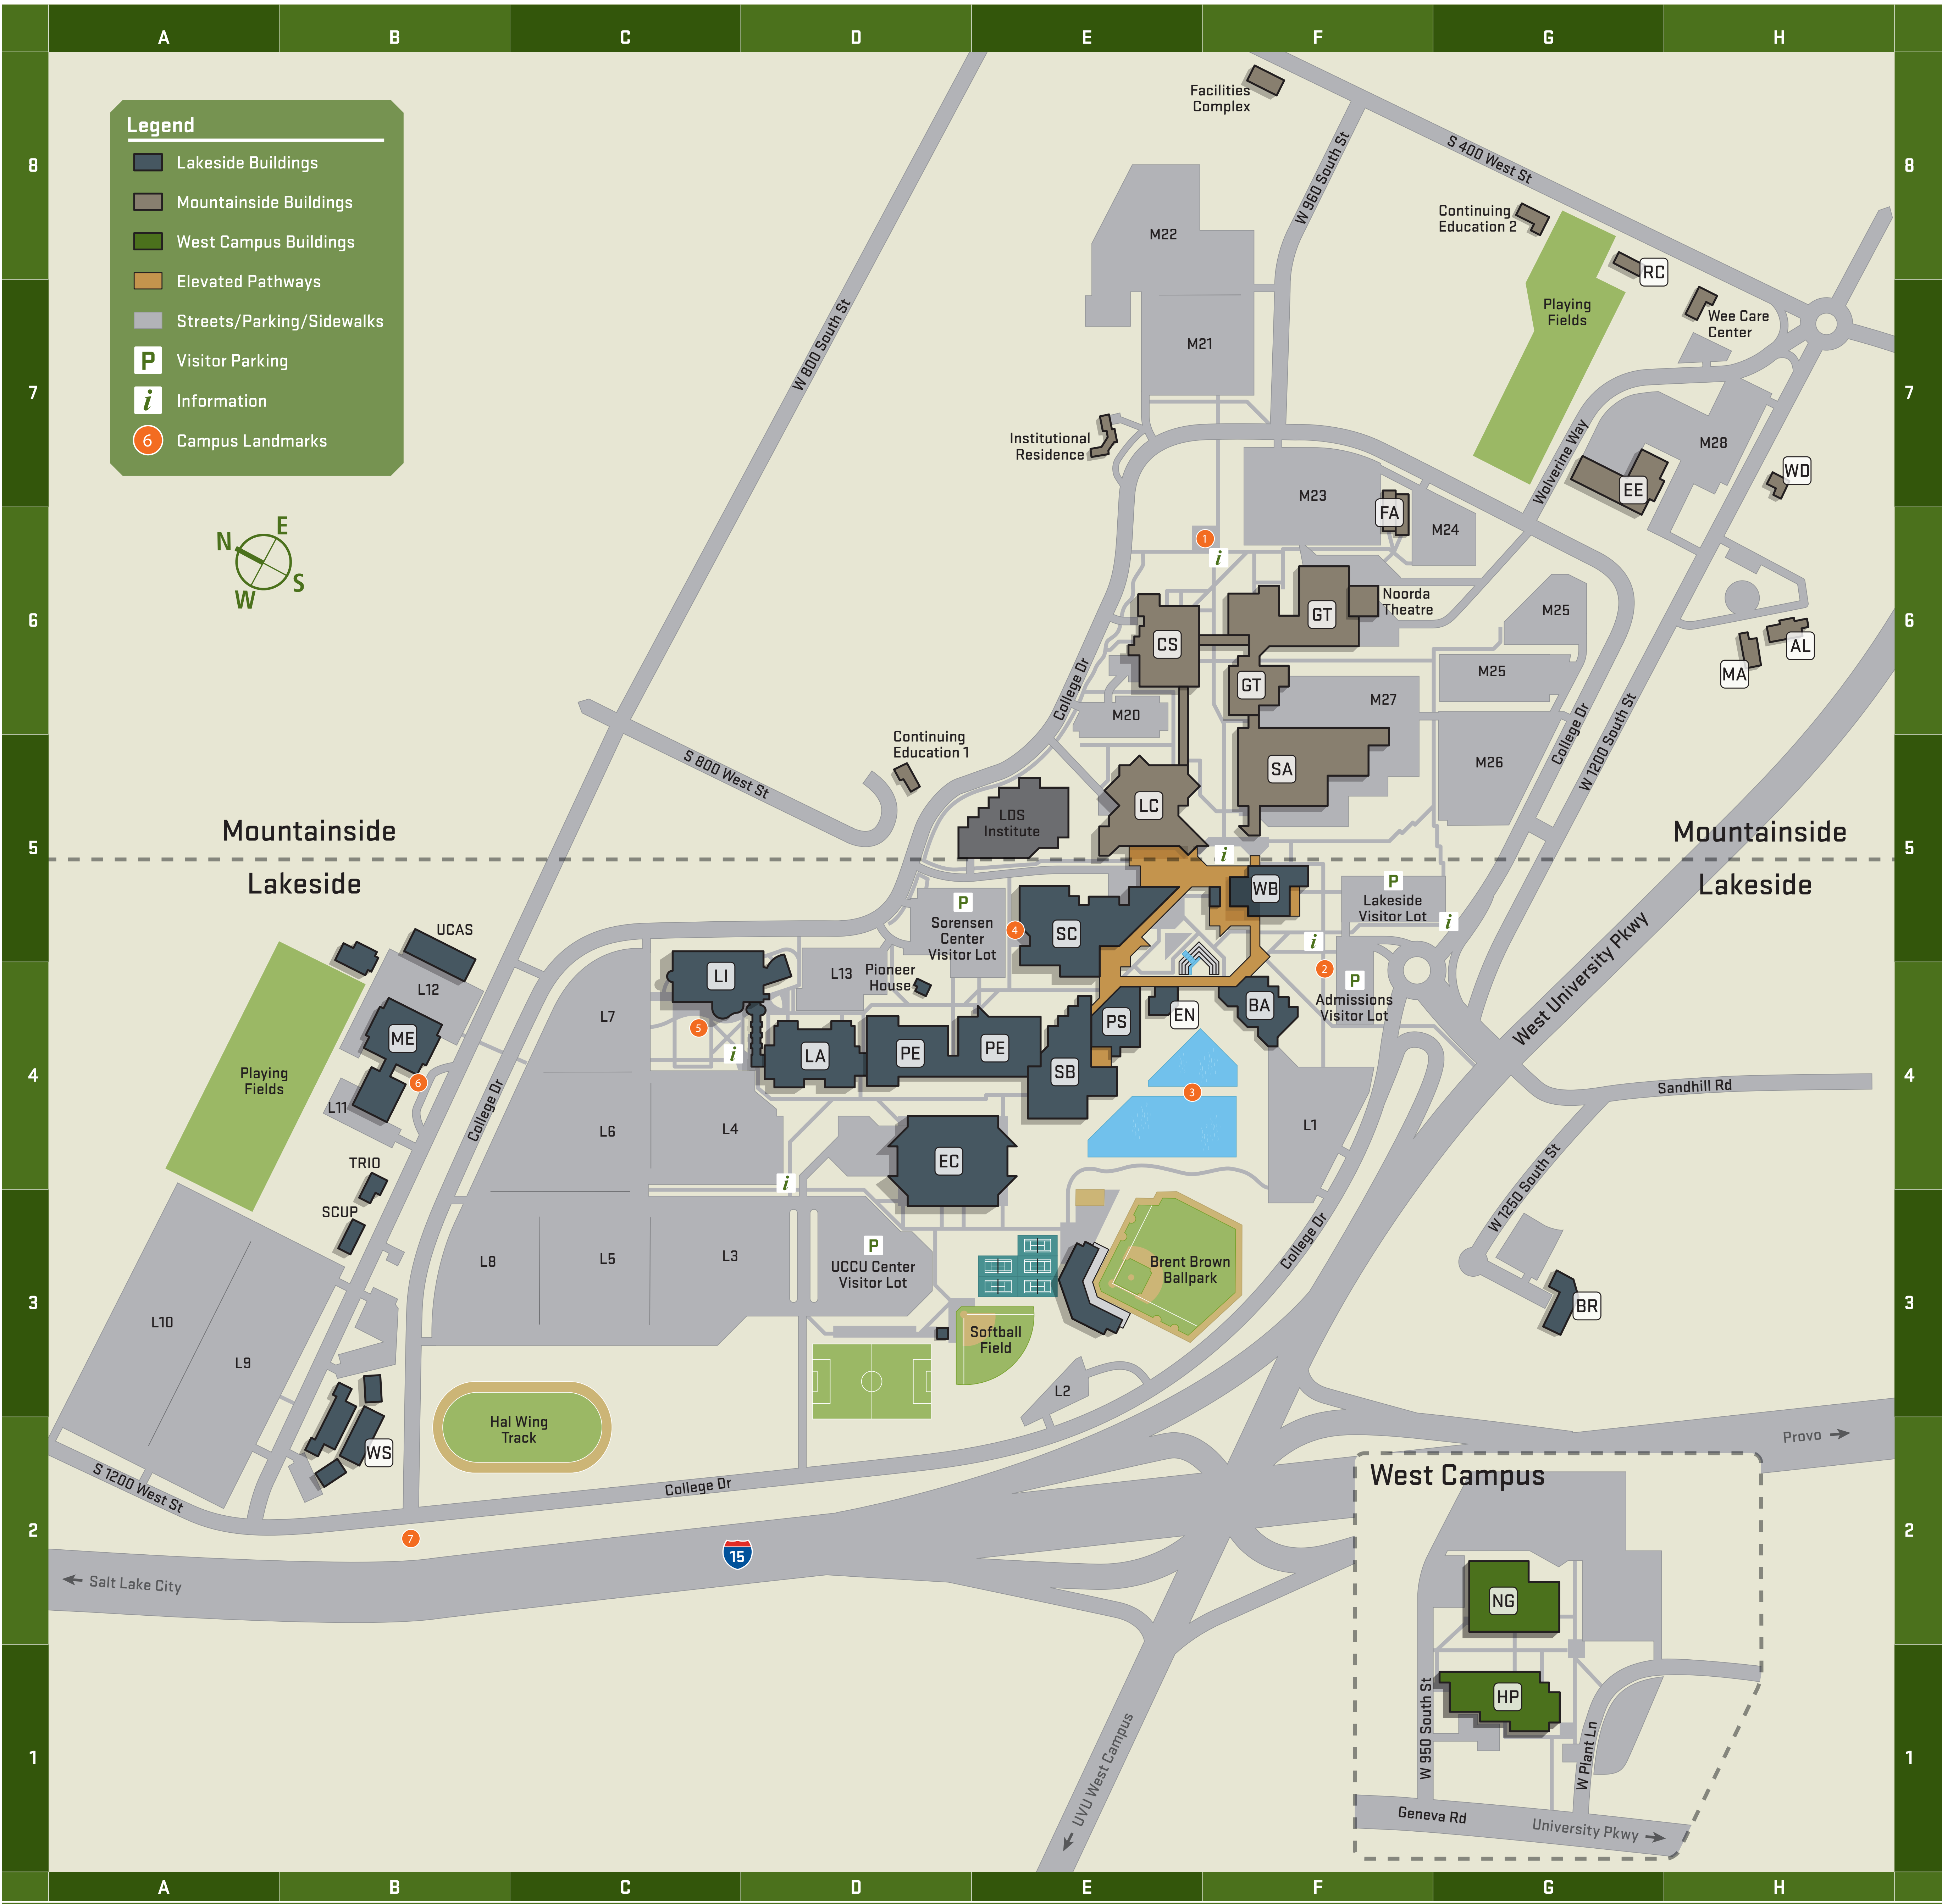 A B C D E F G H
Facilities
Complex
S 400 West St
Legend
Lakeside Buildings
Mountainside Buildings
West Campus Buildings
Elevated Pathways
Streets/Parking/Sidewalks
P Visitor Parking
i Information
6 Campus Landmarks
8
8
W 960 South St
Continuing
Education 2
M22
RC
Playing
Fields
Wee Care
Center
W 800 South St
M21
7
7
Institutional
Residence
Wolverine Way
M28
EE
WD
M23
FA
M24
N
E
S
W
1
i
Noorda
Theatre
GT
M25
6
6
CS
AL
MA
GT
M25
College Dr
M27
M20
College Dr
W 1200 South St
Continuing
Education 1
S 800 West St
SA
M26
LC
LDS
Institute
Mountainside
Mountainside
5
5
i
Lakeside
Lakeside
WB
P
Lakeside
Visitor Lot
i
P
Sorensen
Center
Visitor Lot
4
SC
UCAS
i
2
West University Pkwy
LI
L13
Pioneer
House
P
Admissions
Visitor Lot
L12
L7
5
EN
BA
PS
ME
i
LA
PE
PE
SB
4
4
Playing
Fields
6
3
Sandhill Rd
L11
College Dr
L6
L4
L1
EC
TRIO
i
W 1250 South St
SCUP
P
UCCU Center
Visitor Lot
L8
L5
L3
College Dr
Brent Brown
Ballpark
BR
3
3
L10
L9
Softball
Field
L2
Hal Wing
Track
WS
Provo
S 1200 West St
College Dr
West Campus
2
2
7
15
Salt Lake City
NG
HP
W 950 South St
W Plant Ln
1
1
UVU West Campus
Geneva Rd
University Pkwy
A B C D E F G H